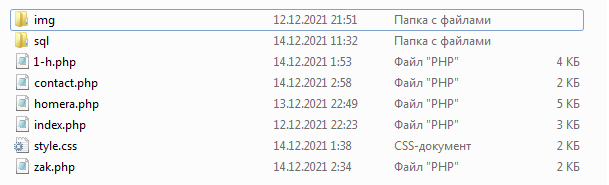 img 12.12.2021 21:51 Папка с файлами
sql 14.12.2021 11:32 Папка с файлами
1-h.php 14.12.2021 1:53 Файл "PHP" 4 КБ
contact.php 14.12.2021 2:58 Файл "PHP" 2 КБ
homera.php 13.12.2021 22:49 Файл "PHP" 5 КБ
index.php 12.12.2021 22:23 Файл "PHP" 3 КБ
style.css 14.12.2021 1:38 CSS-документ 2 КБ
zak.php 14.12.2021 2:34 Файл "PHP" 2 КБ